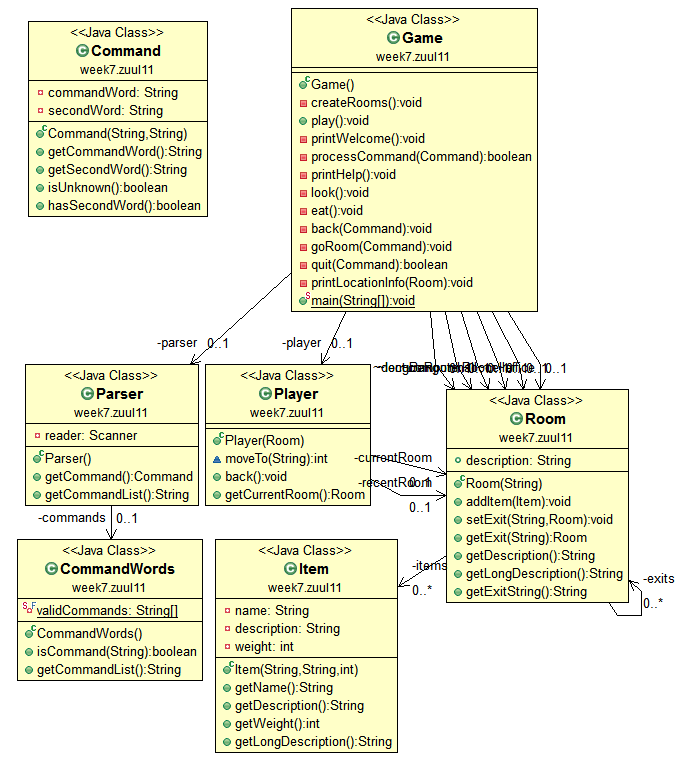 <<Java Class>>
Command
week7.zuul11
commandWord: String
secondWord: String
Command(String,String)
getCommandWord():String
getSecondWord():String
isUnknown():boolean
hasSecondWord():boolean
<<Java Class>>
Game
week7.zuul11
Game()
createRooms():void
play():void
printWelcome():void
processCommand(Command):boolean
printHelp():void
look():void
eat():void
back(Command):void
goRoom(Command):void
quit(Command):boolean
printLocationInfo(Room):void
main(String[]):void
-parser 0..1
-player 0..1
0..1
<<Java Class>>
Parser
week7.zuul11
reader: Scanner
Parser()
getCommand():Command
getCommandList():String
<<Java Class>>
Player
week7.zuul11
Player(Room)
moveTo(String):int
back():void
getCurrentRoom():Room
-currentRoom
0..1
-recentRoom
0..1
<<Java Class>>
Room
week7.zuul11
description: String
Room(String)
addItem(Item):void
setExit(String,Room):void
getExit(String):Room
getDescription():String
getLongDescription():String
getExitString():String
-commands 0..1
-items
0..*
-exits
0..*
<<Java Class>>
CommandWords
week7.zuul11
validCommands: String[]
CommandWords()
isCommand(String):boolean
getCommandList():String
<<Java Class>>
Item
week7.zuul11
name: String
description: String
weight: int
Item(String,String,int)
getName():String
getDescription():String
getWeight():int
getLongDescription():String